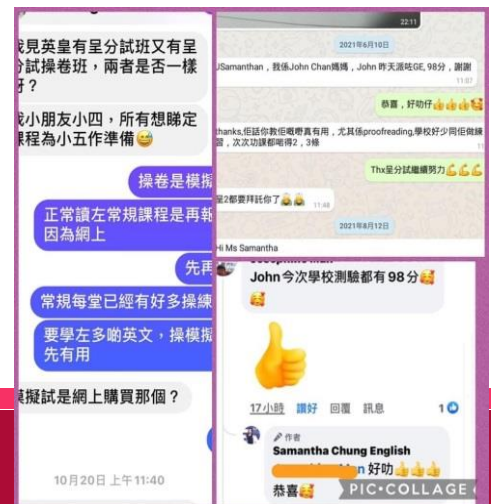 我見英皇有呈分試班又有呈
分試操卷班，兩者是否一樣
呀？
我小朋友小四，所有想睇定
課程為小五作準備😅
操卷是模擬
正常讀左常規課程是再報
因為網上
先再
常規每堂已經有好多操練
要學左多啲英文，操模擬
先有用
模擬試是網上購買那個？
10月20日 上午11:40
22:11
2021年6月10日
Samanthan，我係John Chan媽媽，John 昨天派咗GE, 98分，謝謝
11:07
恭喜，好叻仔👍👍👍🥰
thanks,佢話你教佢嘅嘢真有用，尤其係proofreading,學校好少同佢做練
習，次次功課都啱得2，3條
Thx呈分試繼續努力💪💪💪
呈2都要拜託你了🙇🙇 11:48
2021年8月12日
Hi Ms Samantha
John今次學校測驗都有98分🥰
🥰
👍
17小時 讚好 回覆 訊息 1
作者
Samantha Chung English
好叻👍👍👍
恭喜🥰
PIC•COLLAGE